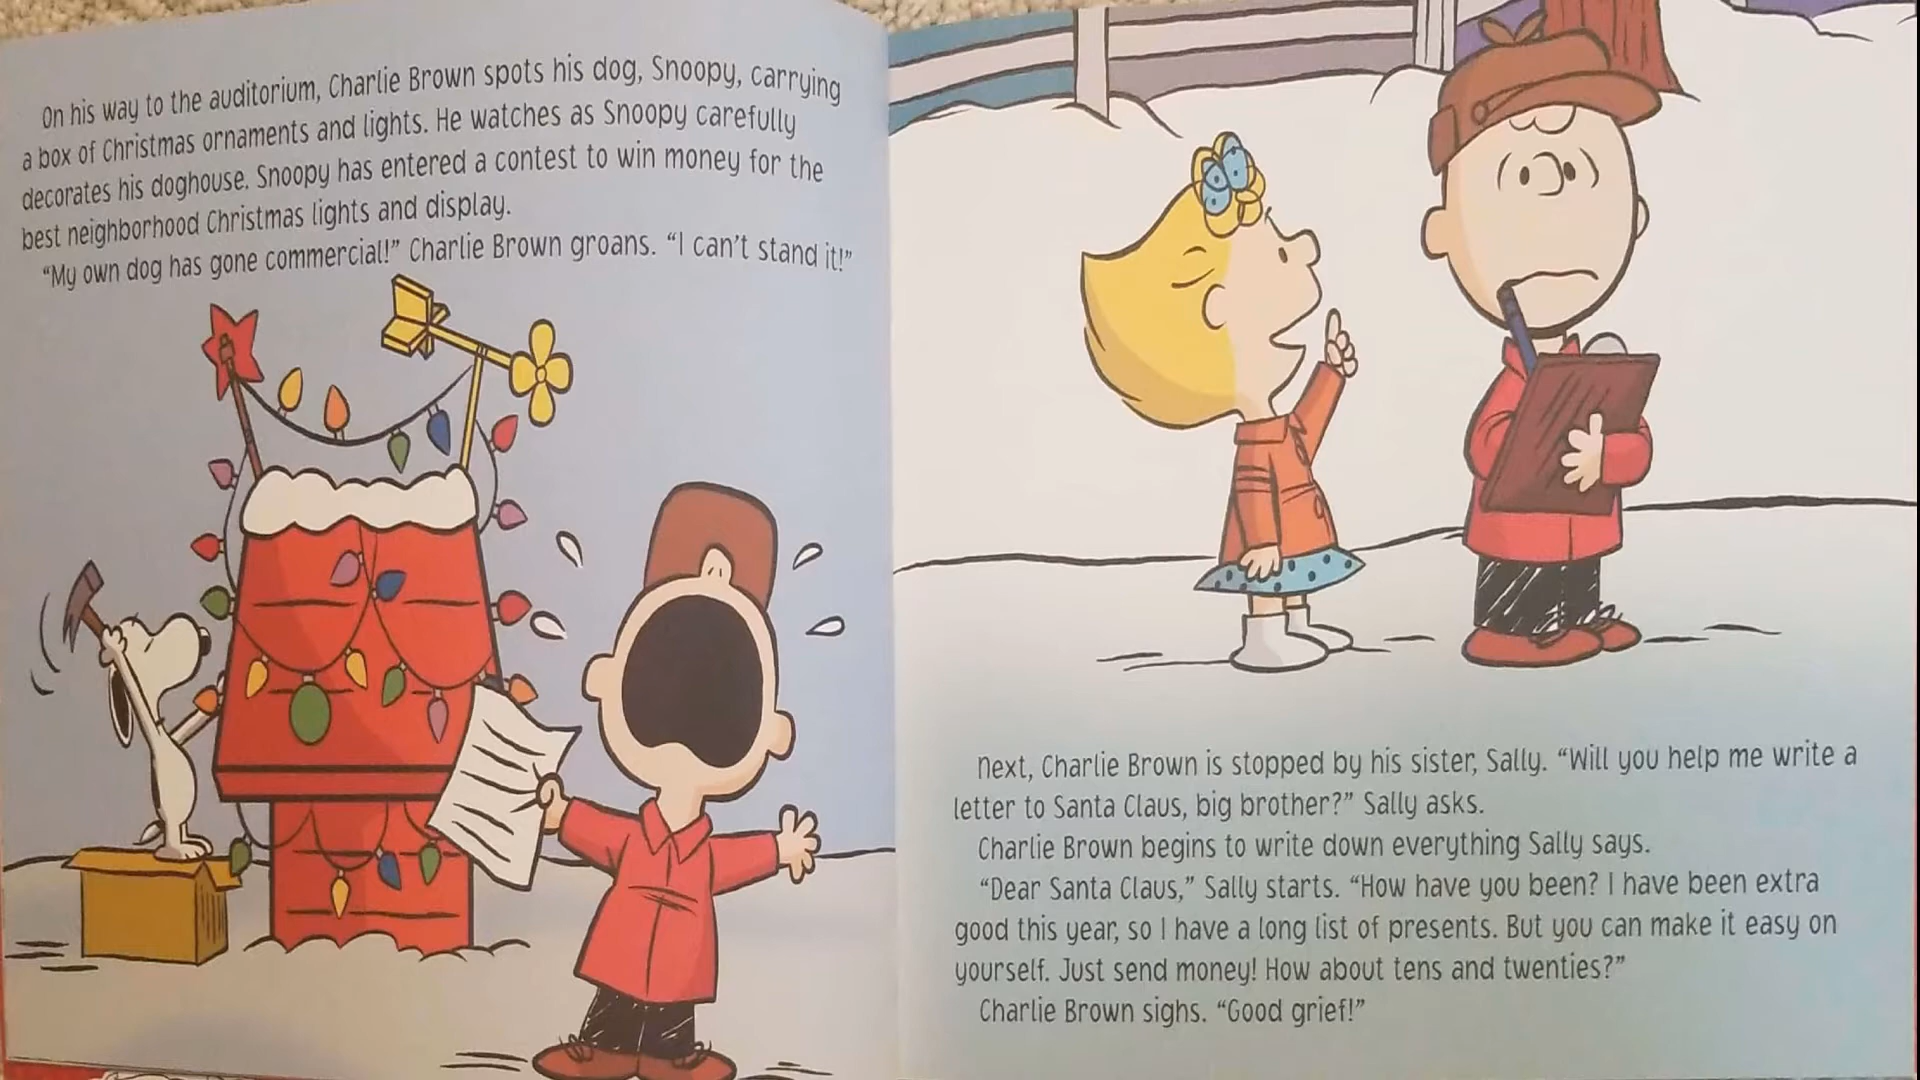 On his way to the auditorium, Charlie Brown spots his dog, Snoopy, carrying
a box of Christmas ornaments and lights. He watches as Snoopy carefully
decorates his doghouse. Snoopy has entered a contest to win money for the
best neighborhood Christmas lights and display.
“My own dog has gone commercial!” Charlie Brown groans. “I can’t stand it!”
Next, Charlie Brown is stopped by his sister, Sally. “Will you help me write a
letter to Santa Claus, big brother?” Sally asks.
Charlie Brown begins to write down everything Sally says.
“Dear Santa Claus,” Sally starts. “How have you been? I have been extra
good this year, so I have a long list of presents. But you can make it easy on
yourself. Just send money! How about tens and twenties?”
Charlie Brown sighs. “Good grief!”